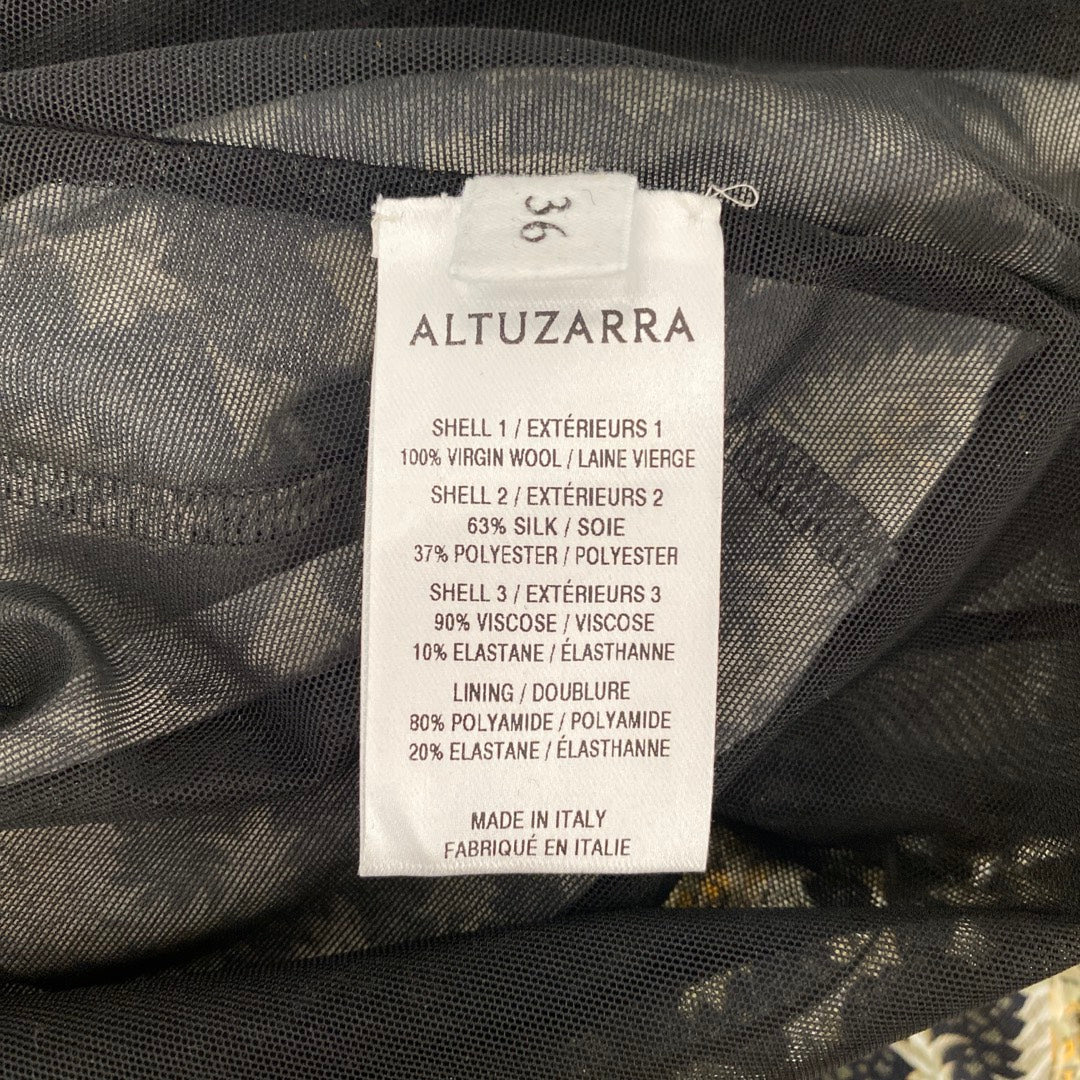 36
ALTUZARRA
SHELL 1 / EXTÉRIEURS 1
100% VIRGIN WOOL / LAINE VIERGE
SHELL 2 / EXTÉRIEURS 2
63% SILK / SOIE
37% POLYESTER / POLYESTER
SHELL 3 / EXTÉRIEURS 3
90% VISCOSE / VISCOSE
10% ELASTANE / ÉLASTHANNE
LINING / DOUBLURE
80% POLYAMIDE / POLYAMIDE
20% ELASTANE / ÉLASTHANNE
MADE IN ITALY
FABRIQUÉ EN ITALIE